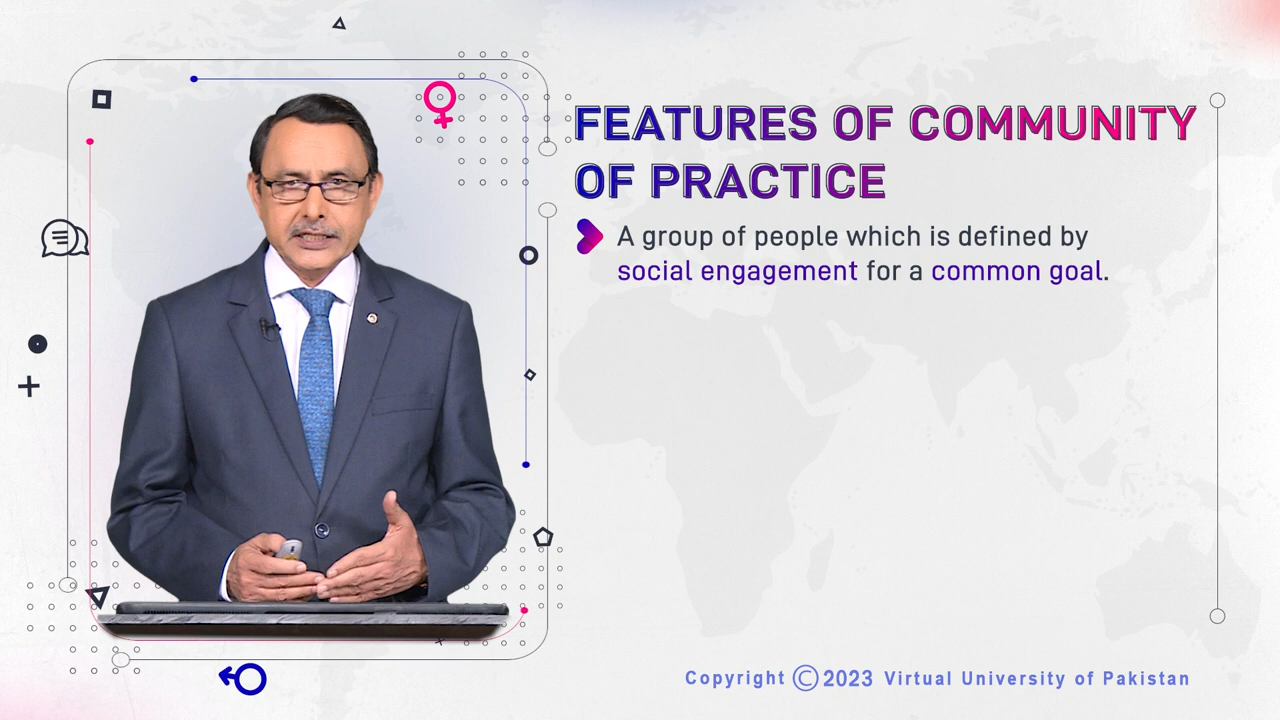 FEATURES OF COMMUNITY
OF PRACTICE
A group of people which is defined by
social engagement for a common goal.
Copyright ©2023 Virtual University of Pakistan